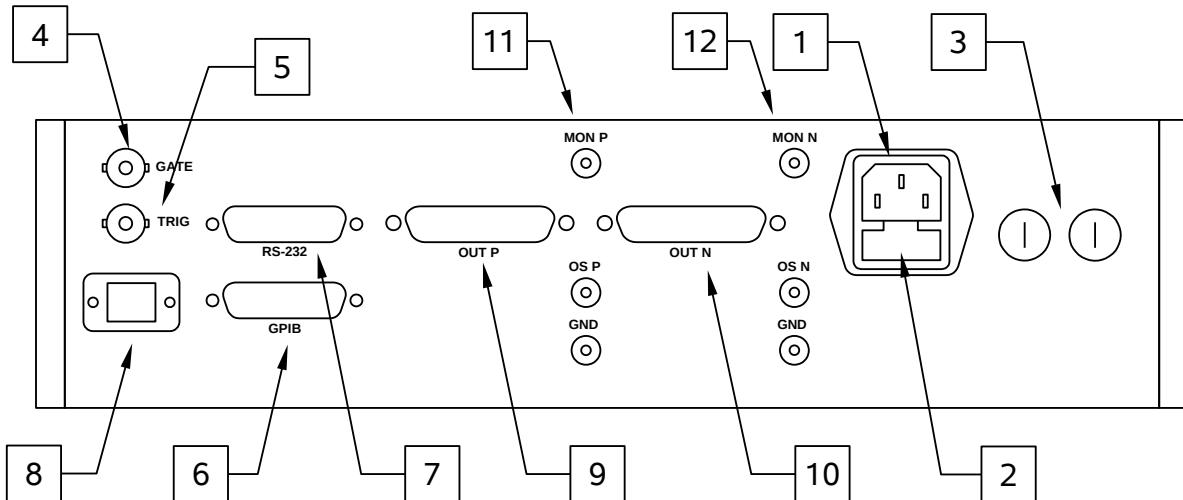 4
5
11
12
1
3
MON P
MON N
GATE
TRIG
RS-232
OUT P
OUT N
OS P
OS N
GPIB
GND
GND
8
6
7
9
10
2